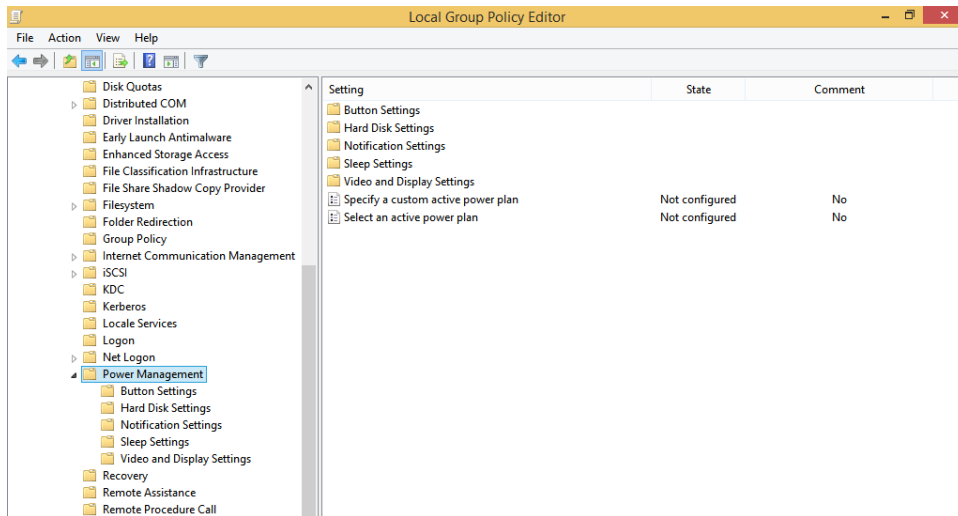 Local Group Policy Editor
File Action View Help
Disk Quotas
Distributed COM
Driver Installation
Early Launch Antimalware
Enhanced Storage Access
File Classification Infrastructure
File Share Shadow Copy Provider
Filesystem
Folder Redirection
Group Policy
Internet Communication Management
iSCSI
KDC
Kerberos
Locale Services
Logon
Net Logon
Power Management
Button Settings
Hard Disk Settings
Notification Settings
Sleep Settings
Video and Display Settings
Recovery
Remote Assistance
Remote Procedure Call
Setting State Comment
Button Settings
Hard Disk Settings
Notification Settings
Sleep Settings
Video and Display Settings
Specify a custom active power plan Not configured No
Select an active power plan Not configured No